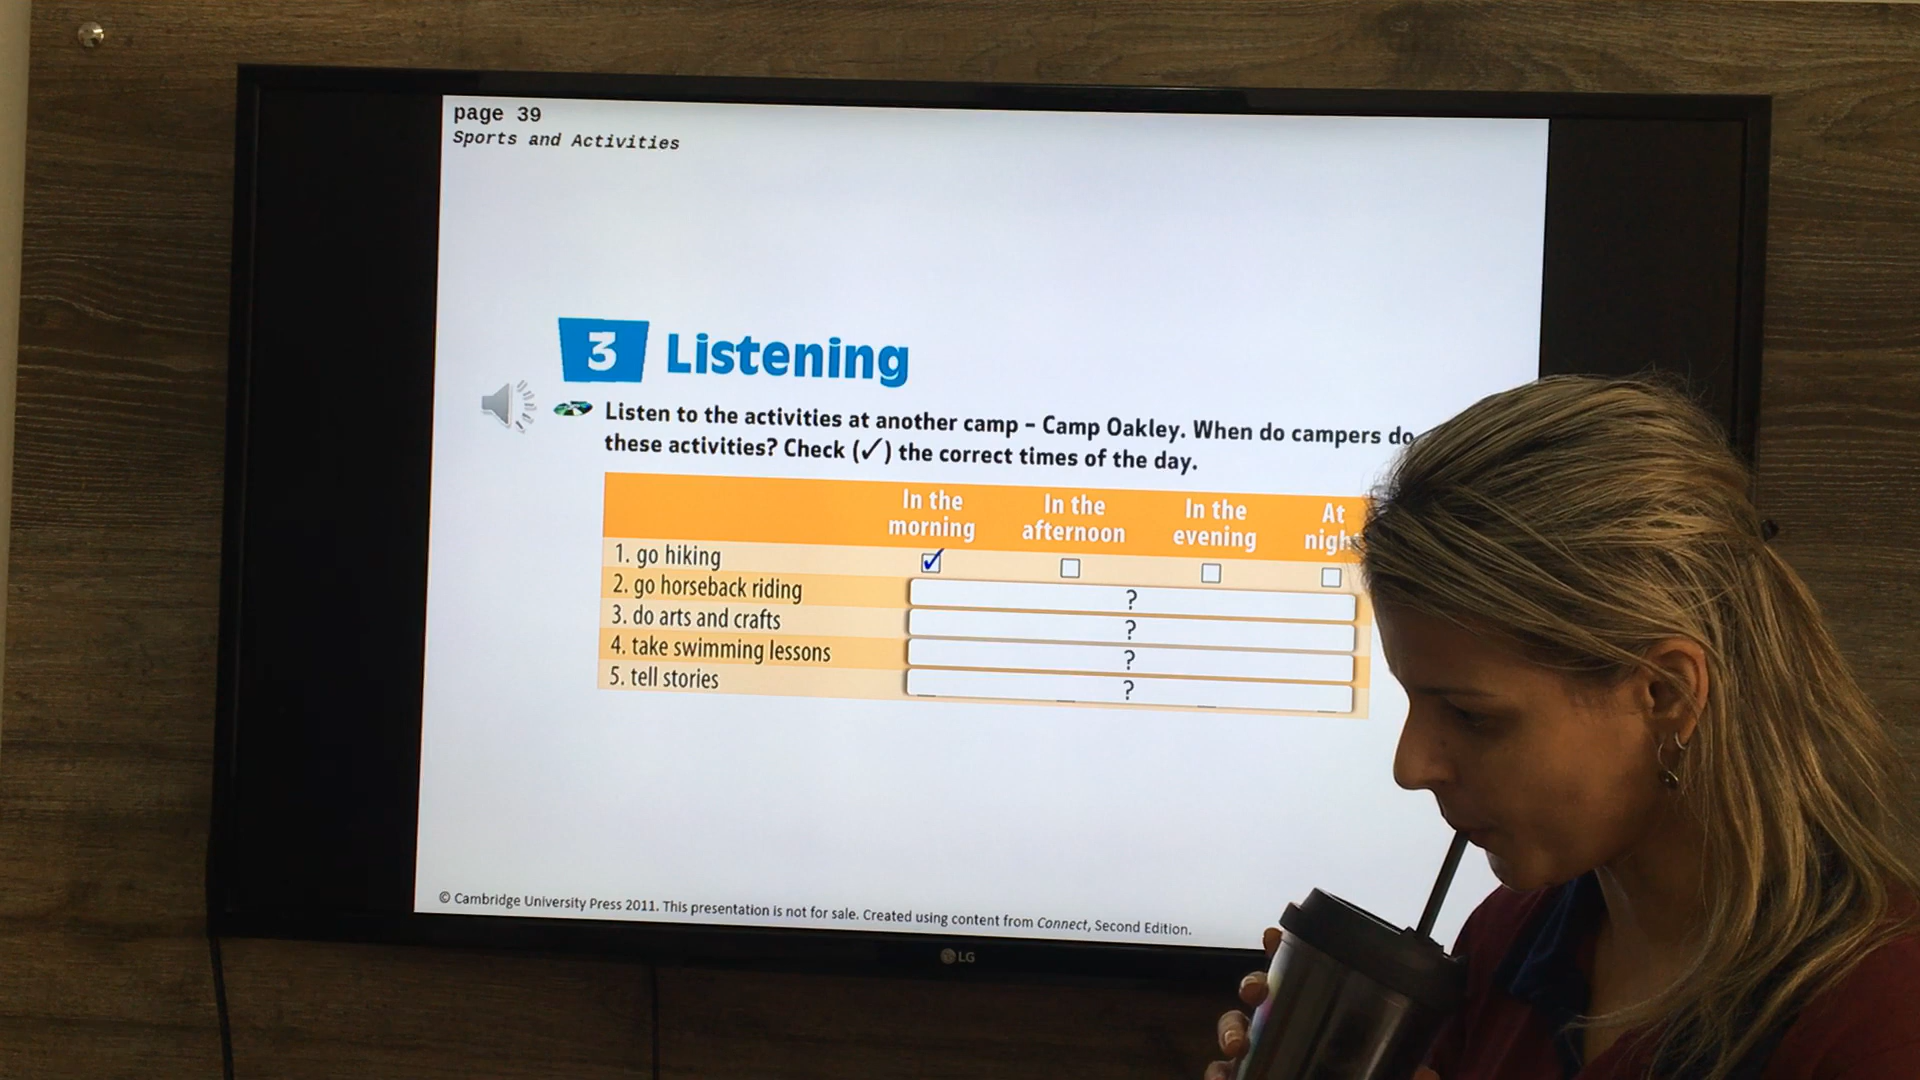 page 39
Sports and Activities
3 Listening
Listen to the activities at another camp – Camp Oakley. When do campers do
these activities? Check (✓) the correct times of the day.
In the morning
In the afternoon
In the evening
At night
1. go hiking
2. go horseback riding ?
3. do arts and crafts ?
4. take swimming lessons ?
5. tell stories ?
© Cambridge University Press 2011. This presentation is not for sale. Created using content from Connect, Second Edition.
LG